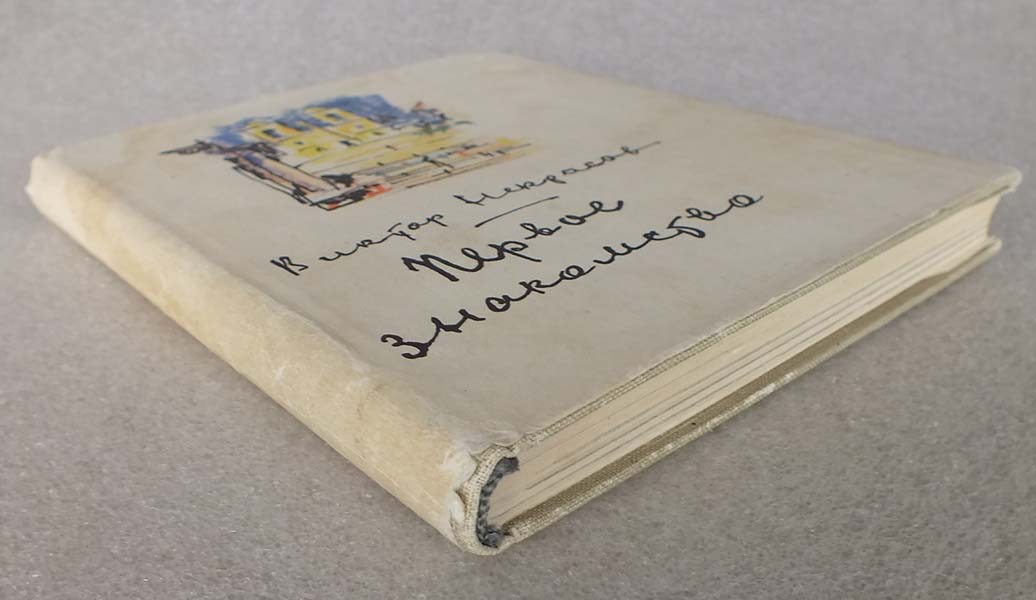 Виктор Некрасов
Первое
знакомство